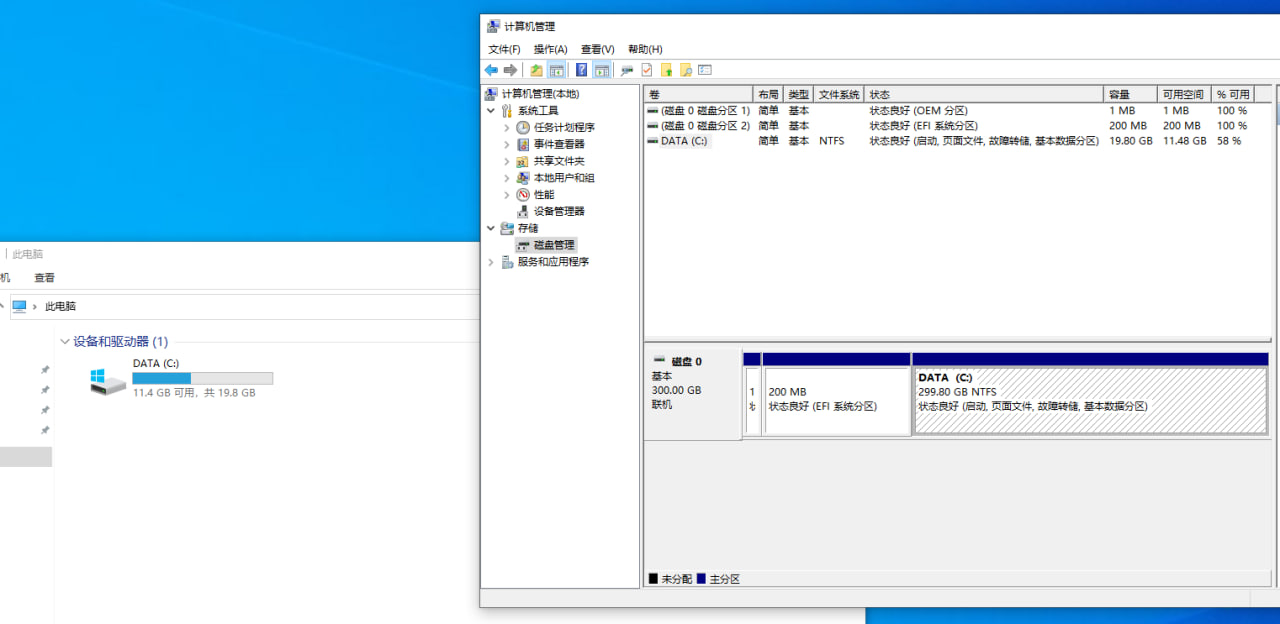 计算机管理
文件(F) 操作(A) 查看(V) 帮助(H)
计算机管理(本地)
系统工具
任务计划程序
事件查看器
共享文件夹
本地用户和组
性能
设备管理器
存储
磁盘管理
服务和应用程序
卷 布局 类型 文件系统 状态 容量 可用空间 % 可用
(磁盘 0 磁盘分区 1) 简单 基本 状态良好 (OEM 分区) 1 MB 1 MB 100 %
(磁盘 0 磁盘分区 2) 简单 基本 状态良好 (EFI 系统分区) 200 MB 200 MB 100 %
DATA (C:) 简单 基本 NTFS 状态良好 (启动, 页面文件, 故障转储, 基本数据分区) 19.80 GB 11.48 GB 58 %
磁盘 0
基本
300.00 GB
联机
1
200 MB
状态良好 (EFI 系统分区)
DATA (C:)
299.80 GB NTFS
状态良好 (启动, 页面文件, 故障转储, 基本数据分区)
未分配 主分区
此电脑
机 查看
此电脑
设备和驱动器 (1)
DATA (C:)
11.4 GB 可用，共 19.8 GB